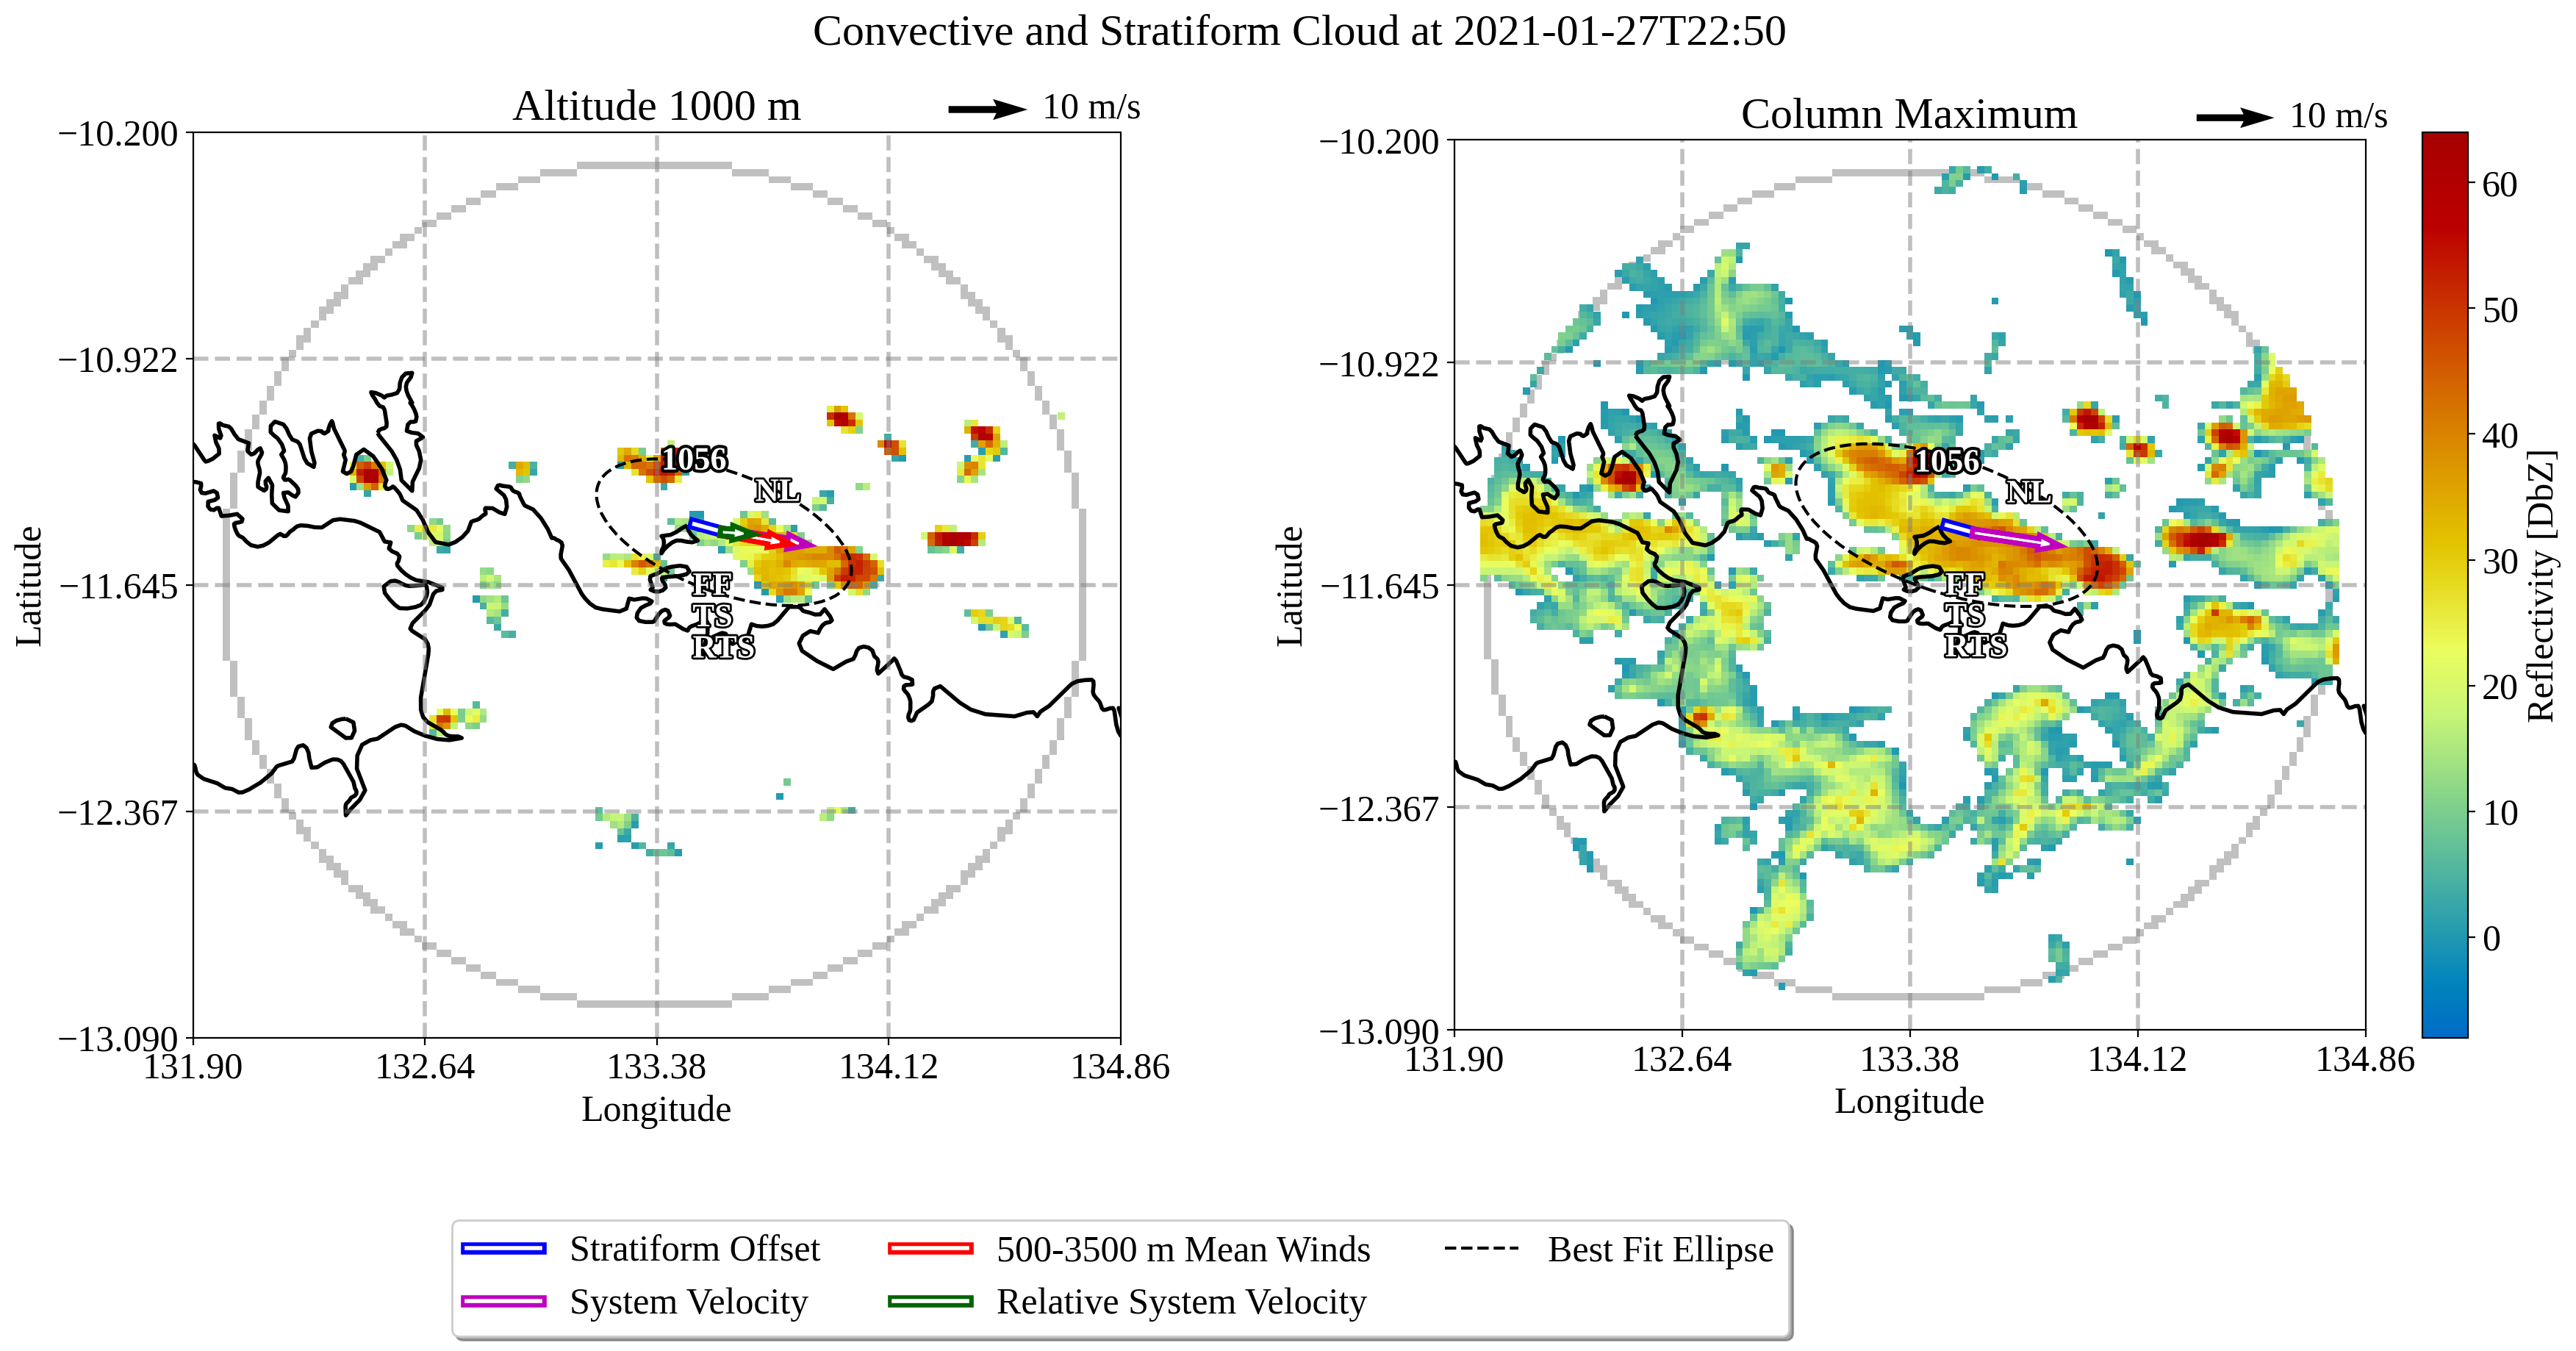 Convective and Stratiform Cloud at 2021-01-27T22:50
Altitude 1000 m
10 m/s
−10.200
−10.922
−11.645
−12.367
−13.090
Latitude
131.90
132.64
133.38
134.12
134.86
Longitude
1056
NL
FF
TS
RTS
Column Maximum
10 m/s
−10.200
−10.922
−11.645
−12.367
−13.090
Latitude
131.90
132.64
133.38
134.12
134.86
Longitude
1056
NL
FF
TS
RTS
60
50
40
30
20
10
0
Reflectivity [DbZ]
Stratiform Offset
500-3500 m Mean Winds
Best Fit Ellipse
System Velocity
Relative System Velocity